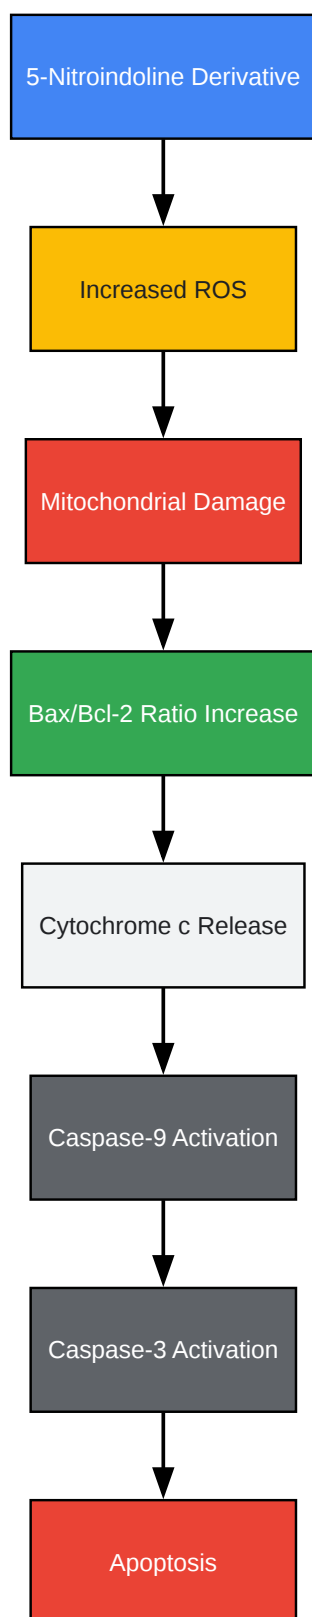 5-Nitroindoline Derivative
Increased ROS
Mitochondrial Damage
Bax/Bcl-2 Ratio Increase
Cytochrome c Release
Caspase-9 Activation
Caspase-3 Activation
Apoptosis